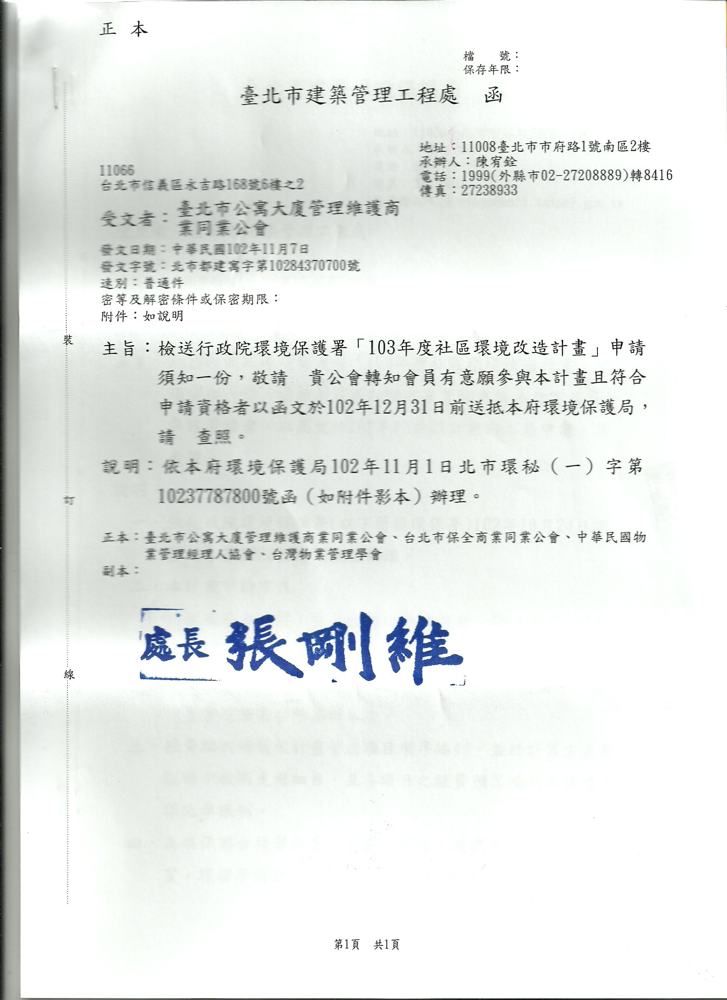 正 本
檔　　號：
保存年限：
臺北市建築管理工程處　函
地址：11008臺北市市府路1號南區2樓
承辦人：陳宥銓
電話：1999(外縣市02-27208889)轉8416
傳真：27238933
11066
台北市信義區永吉路168號6樓之2
受文者：臺北市公寓大廈管理維護商
業同業公會
發文日期：中華民國102年11月7日
發文字號：北市都建寓字第10284370700號
速別：普通件
密等及解密條件或保密期限：
附件：如說明
主旨：檢送行政院環境保護署「103年度社區環境改造計畫」申請
須知一份，敬請　貴公會轉知會員有意願參與本計畫且符合
申請資格者以函文於102年12月31日前送抵本府環境保護局，
請　查照。
說明：依本府環境保護局102年11月1日北市環秘（一）字第
10237787800號函（如附件影本）辦理。
正本：臺北市公寓大廈管理維護商業同業公會、台北市保全商業同業公會、中華民國物
業管理經理人協會、台灣物業管理學會
副本：
處長 張剛維
裝
訂
線
第1頁　共1頁